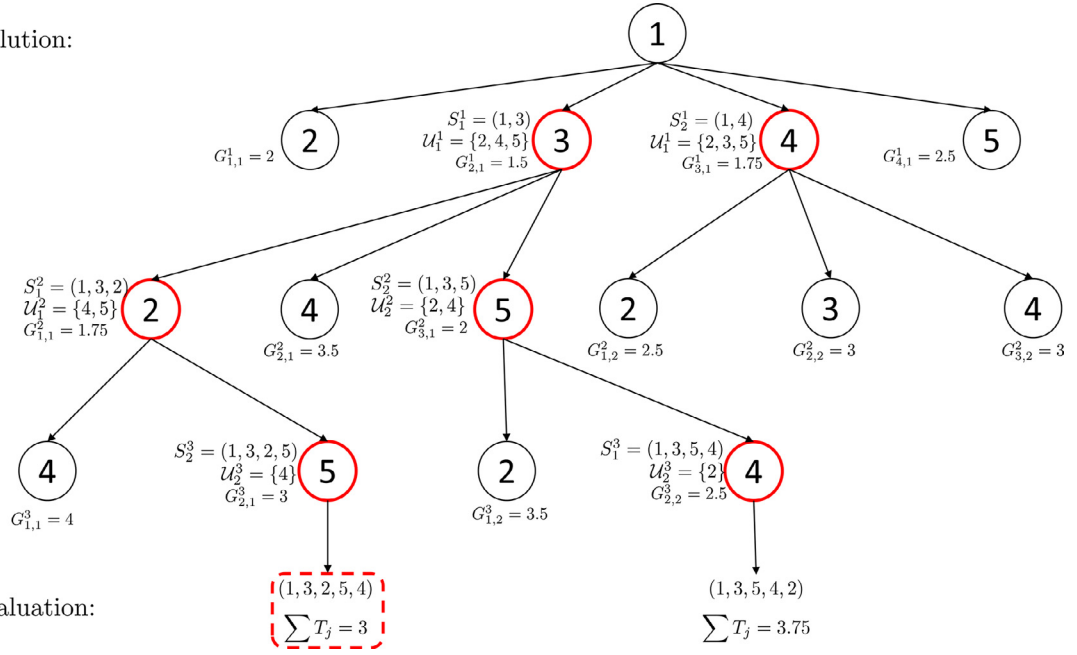 lution:
1
2
G^1_{1,1} = 2
S^1_1 = (1, 3)
U^1_1 = {2, 4, 5}
G^1_{2,1} = 1.5
3
S^1_2 = (1, 4)
U^1_1 = {2, 3, 5}
G^1_{3,1} = 1.75
4
G^1_{4,1} = 2.5
5
S^2_1 = (1, 3, 2)
U^2_1 = {4, 5}
G^2_{1,1} = 1.75
2
4
G^2_{2,1} = 3.5
S^2_2 = (1, 3, 5)
U^2_2 = {2, 4}
G^2_{3,1} = 2
5
2
G^2_{1,2} = 2.5
3
G^2_{2,2} = 3
4
G^2_{3,2} = 3
4
G^3_{1,1} = 4
S^3_2 = (1, 3, 2, 5)
U^3_2 = {4}
G^3_{2,1} = 3
5
2
G^3_{1,2} = 3.5
S^3_1 = (1, 3, 5, 4)
U^3_2 = {2}
G^3_{2,2} = 2.5
4
aluation:
(1, 3, 2, 5, 4)
∑ T_j = 3
(1, 3, 5, 4, 2)
∑ T_j = 3.75